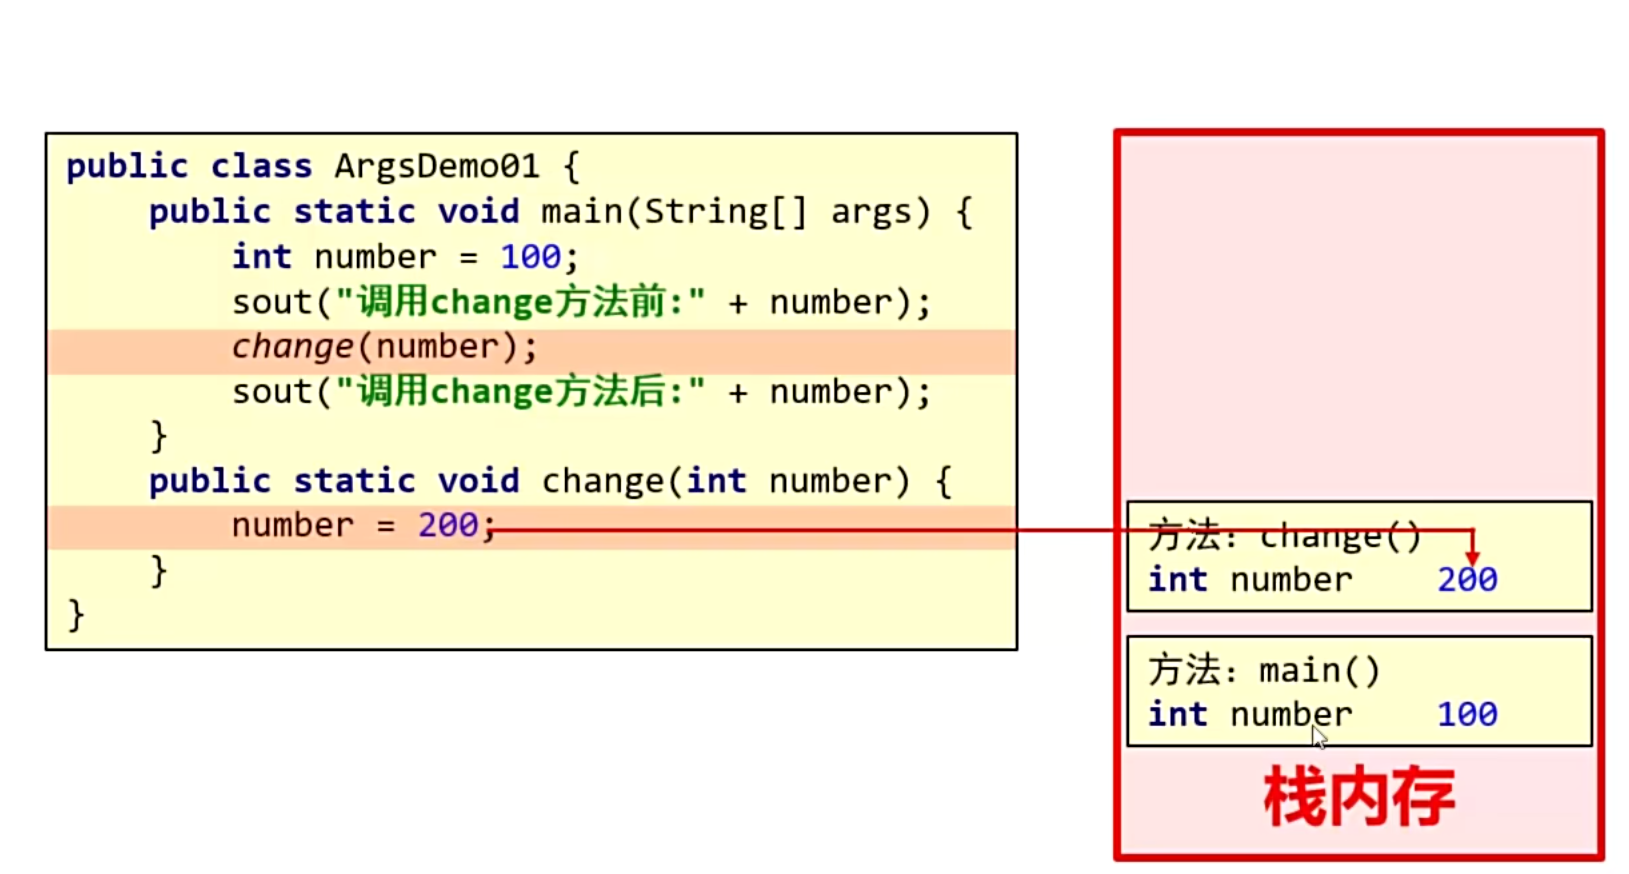 public class ArgsDemo01 {
    public static void main(String[] args) {
        int number = 100;
        sout("调用change方法前:" + number);
        change(number);
        sout("调用change方法后:" + number);
    }
    public static void change(int number) {
        number = 200;
    }
}
方法: change()
int number 200
方法: main()
int number 100
栈内存